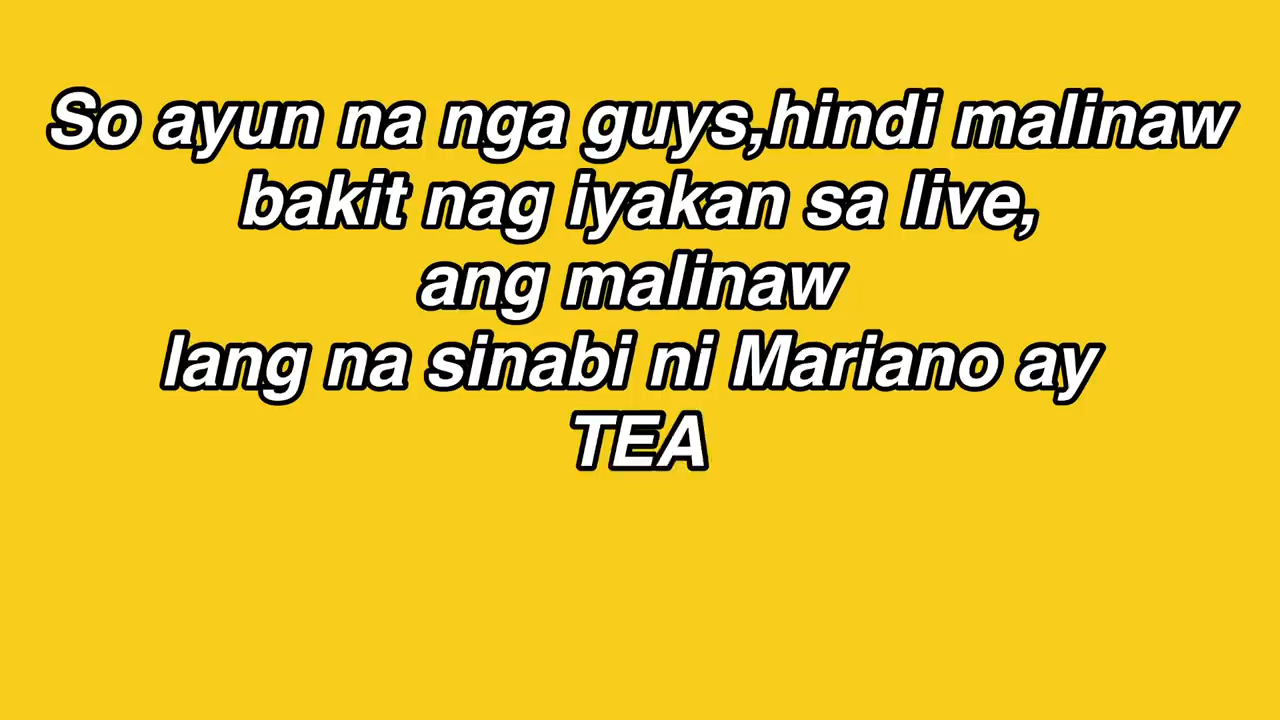 So ayun na nga guys,hindi malinaw
bakit nag iyakan sa live,
ang malinaw
lang na sinabi ni Mariano ay
TEA